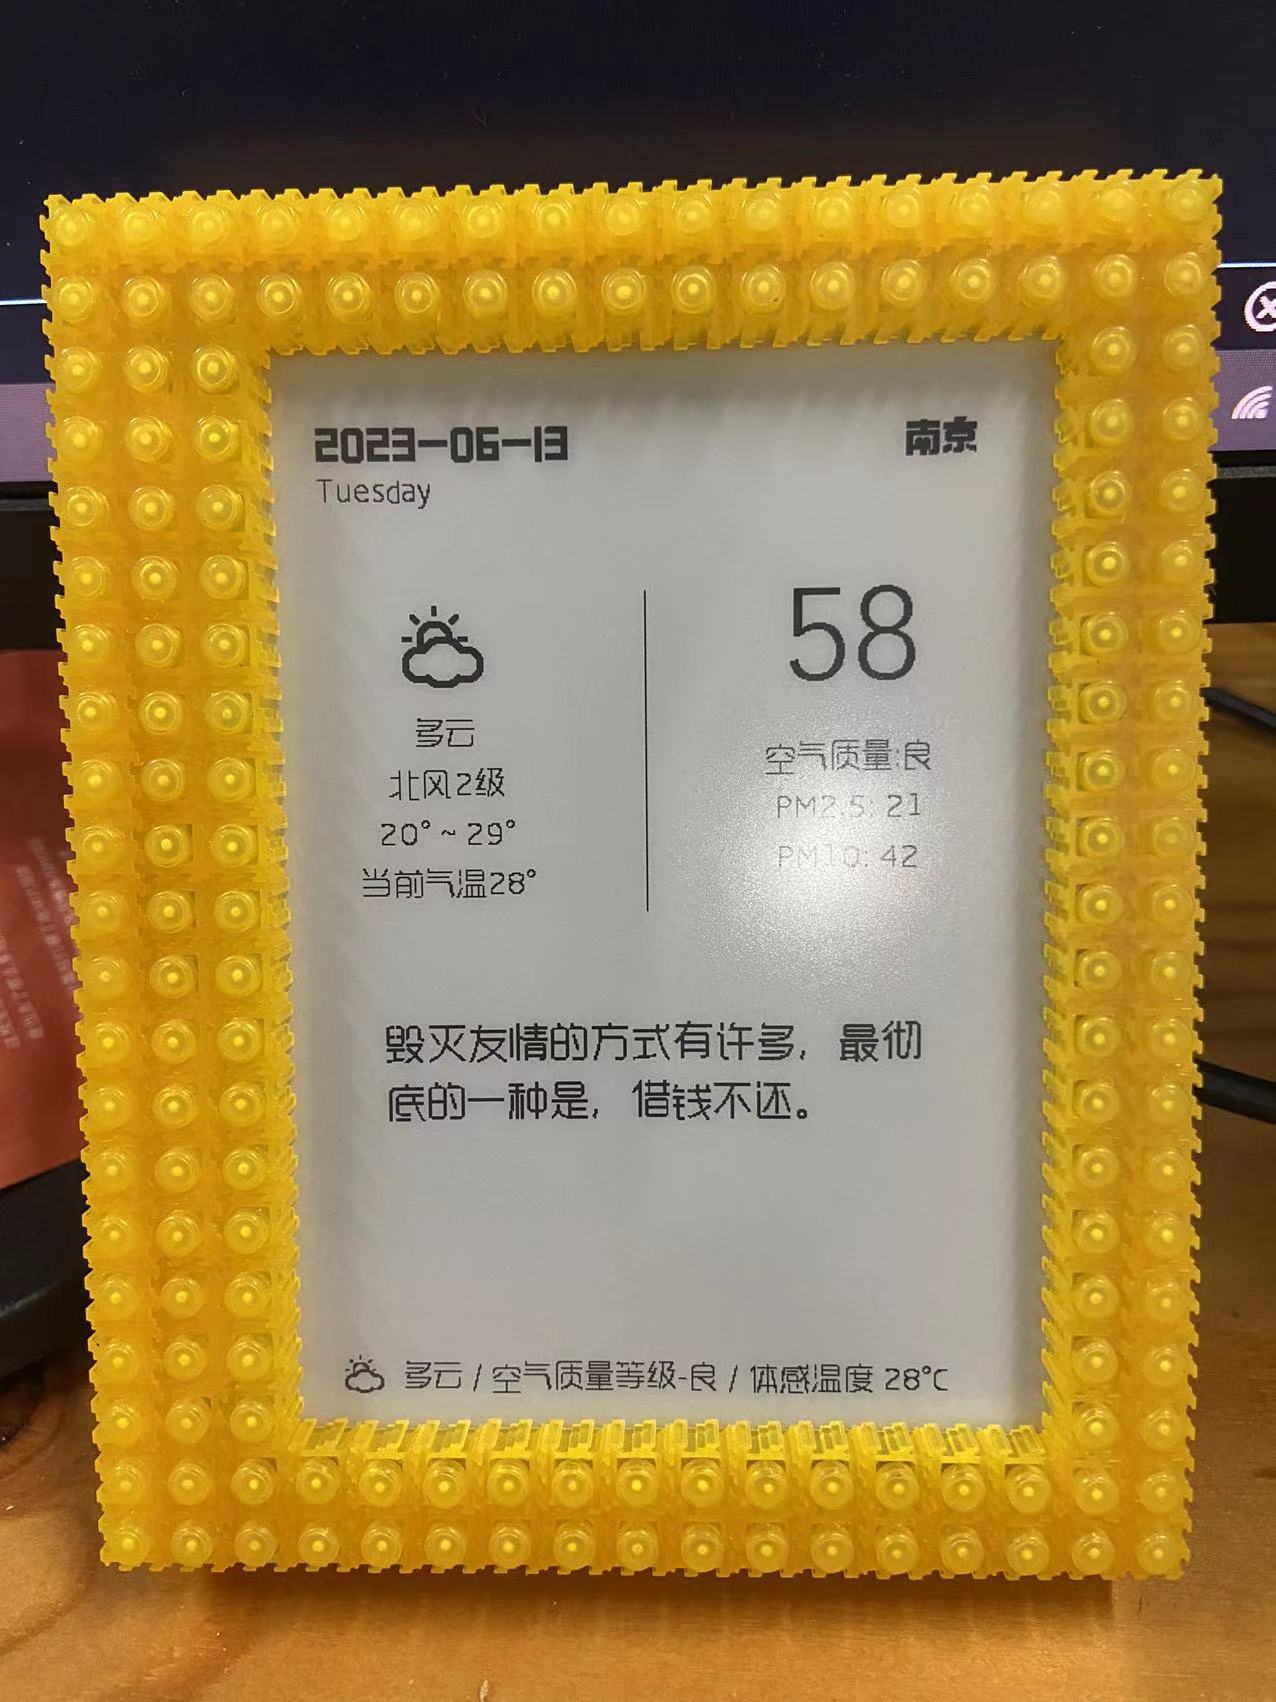 2023-06-13
南京
Tuesday
多云
北风2级
20°~29°
当前气温28°
58
空气质量:良
PM2.5: 21
PM10: 42
毁灭友情的方式有许多，最彻
底的一种是，借钱不还。
多云 / 空气质量等级-良 / 体感温度 28°C